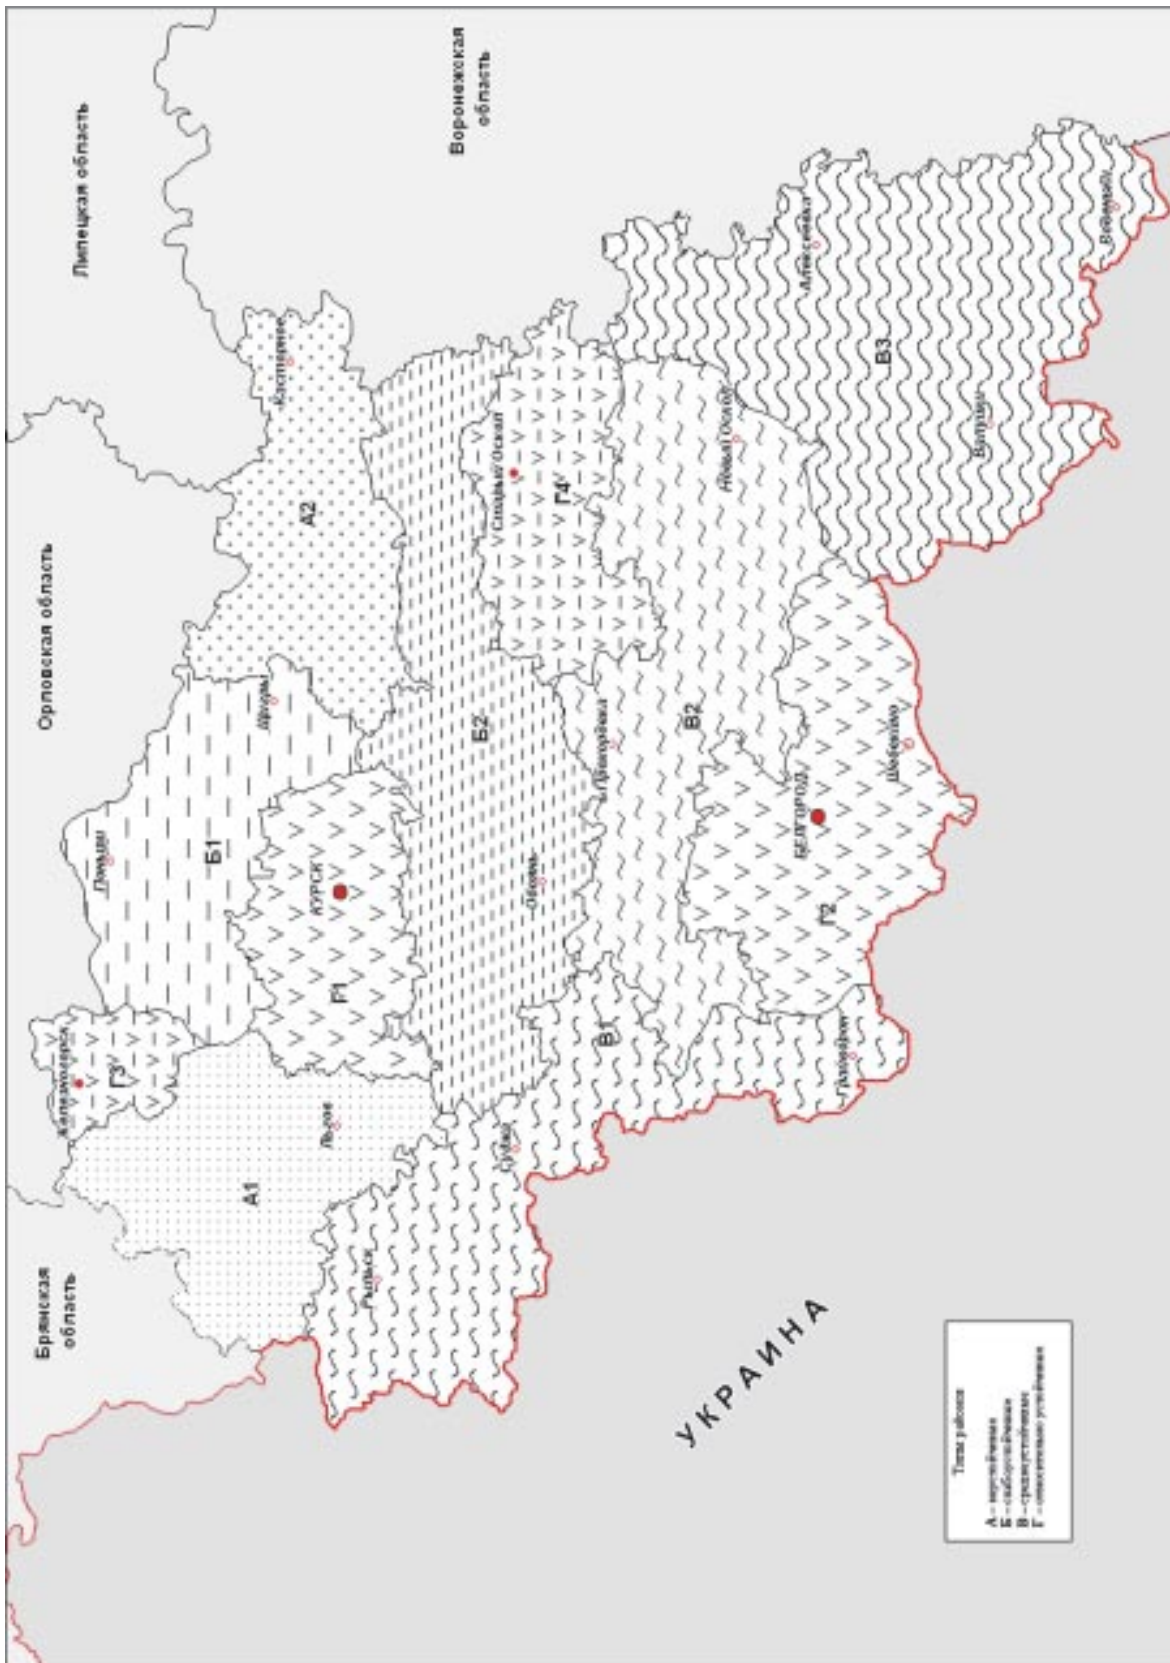 Брянская
область
Орловская область
Липецкая область
Воронежская
область
Железногорск
Поныри
Г3
Б1
А1
Щигры
Касторное
А2
Льгов
КУРСК
Г1
Рыльск
Б2
Суджа
Обоянь
Старый Оскол
Г4
В1
Прохоровка
В2
Новый Оскол
УКРАИНА
БЕЛГОРОД
Алексеевка
Г2
Грайворон
В3
Шебекино
Валуйки
Типы районов
А – неустойчивые
Б – слабоустойчивые
В – среднеустойчивые
Г – относительно устойчивые